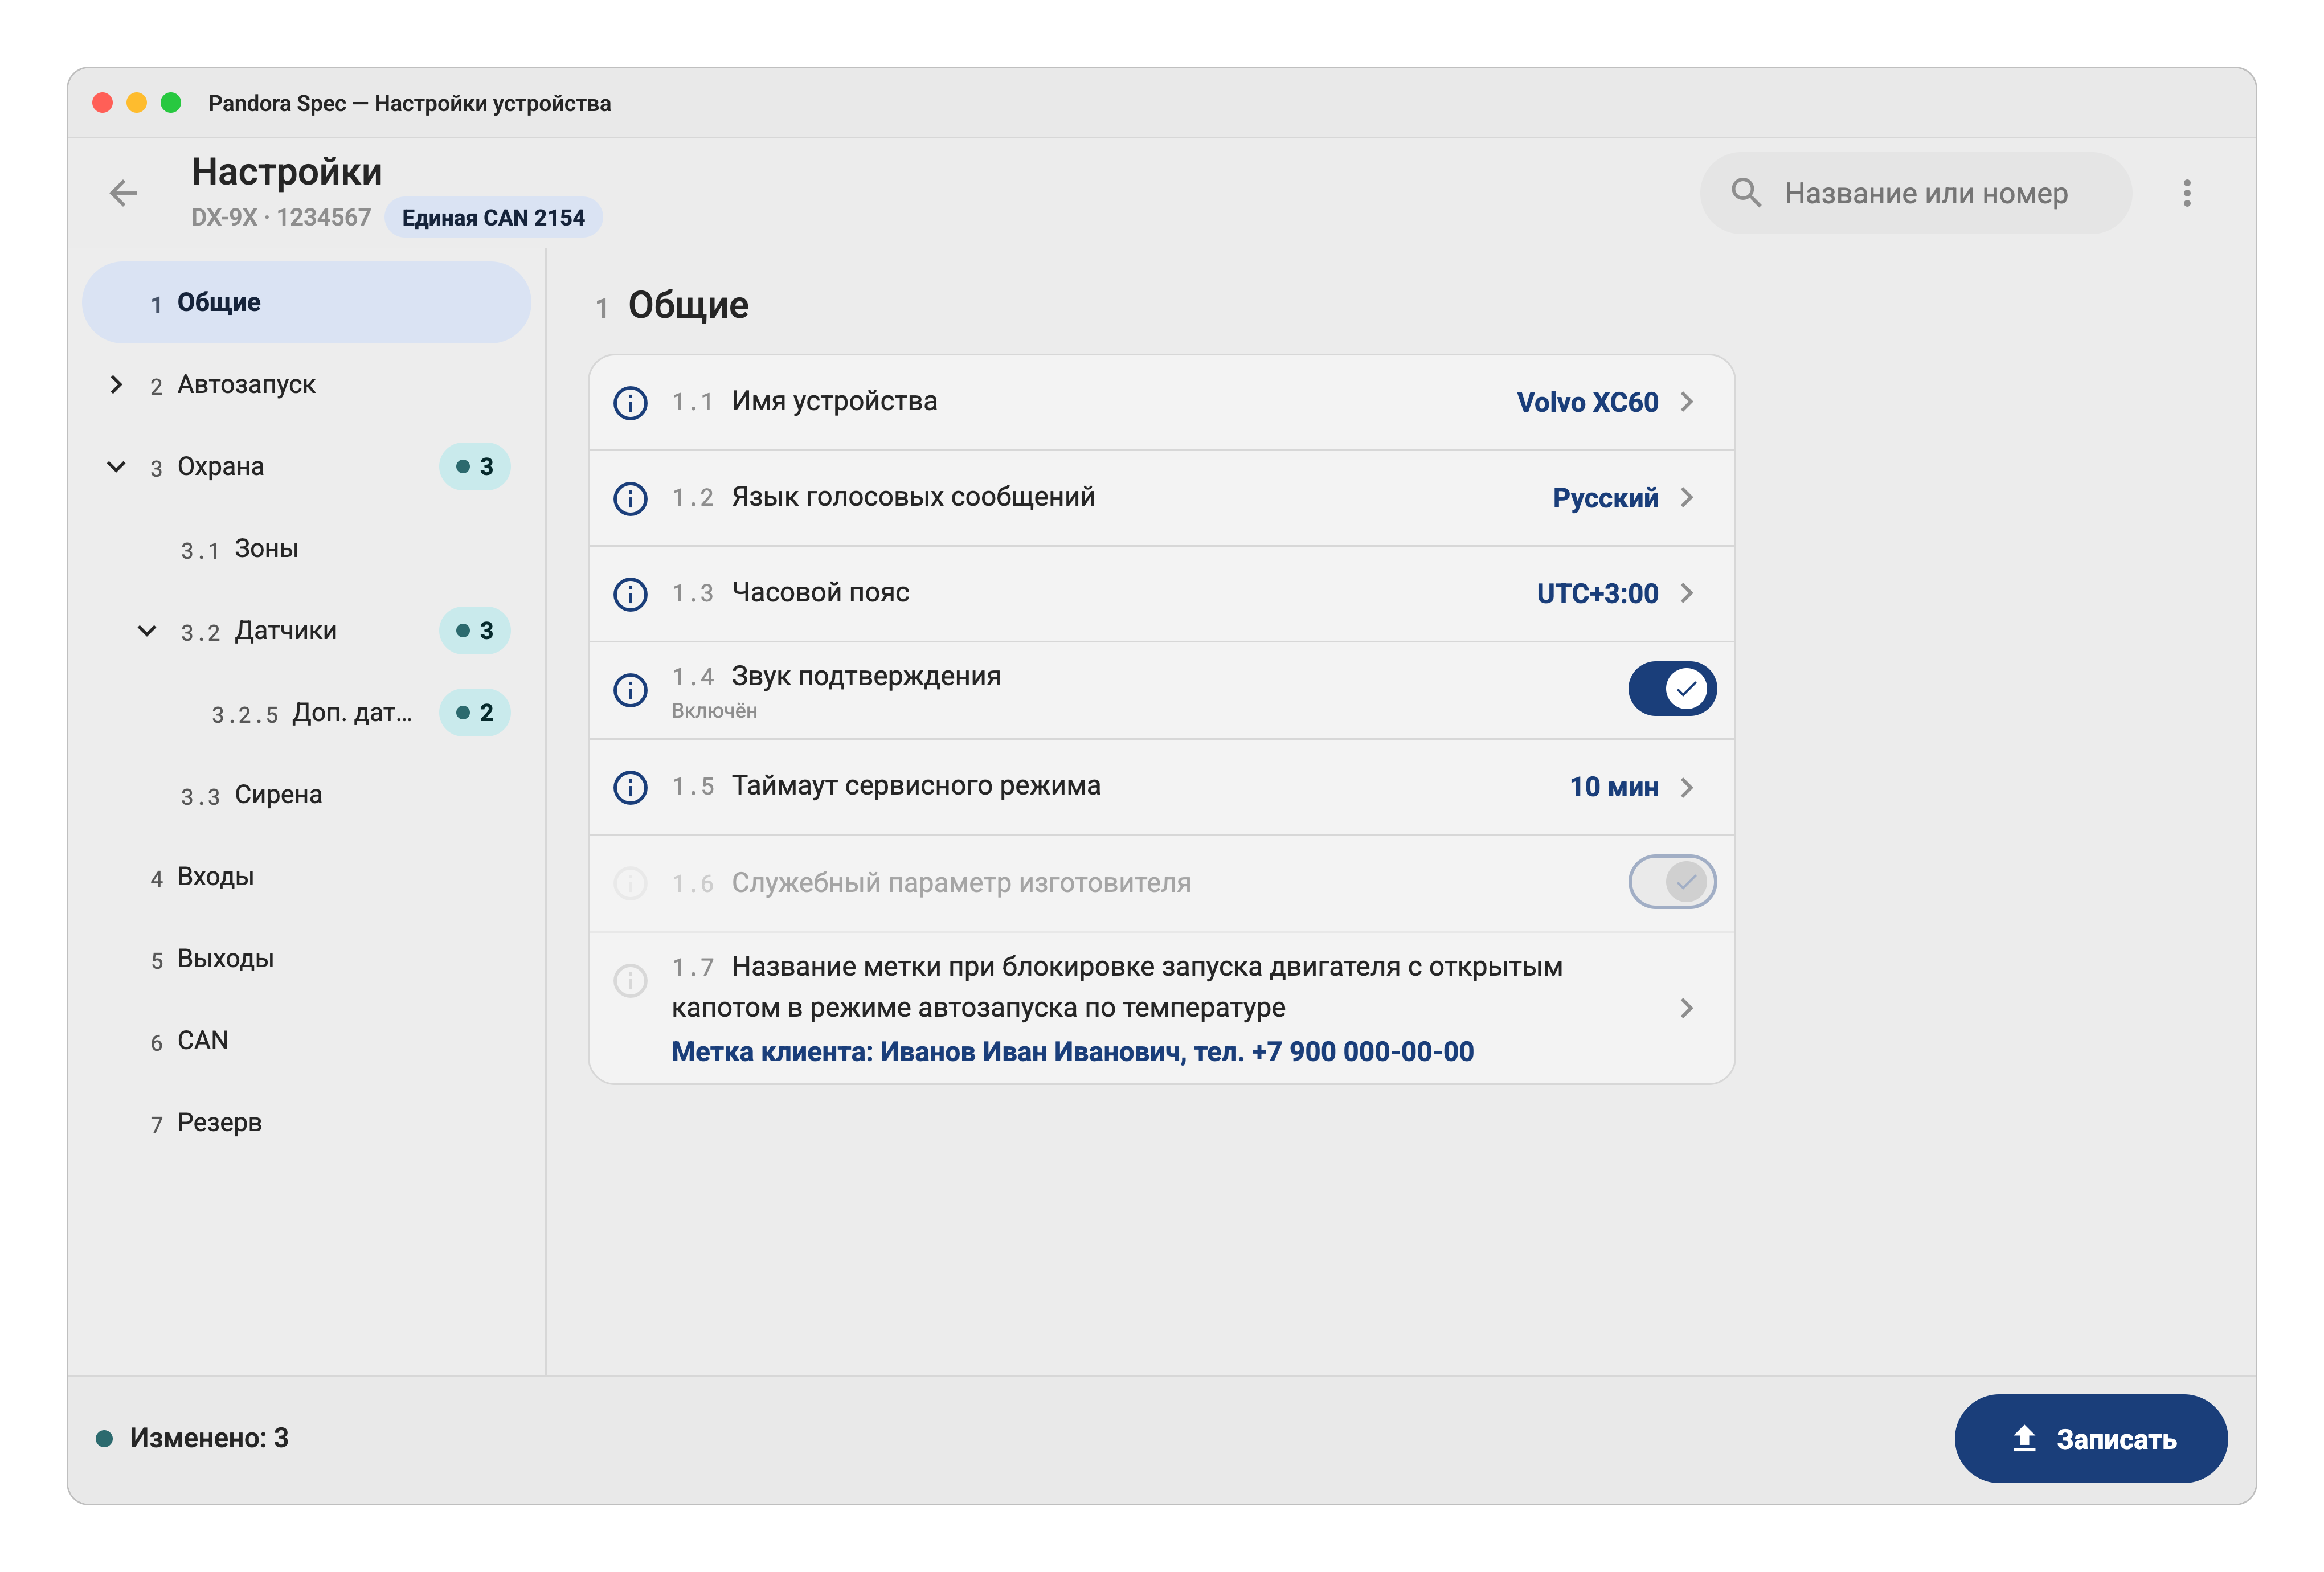 Pandora Spec — Настройки устройства
Настройки
DX-9X · 1234567 Единая CAN 2154
Название или номер
1 Общие
2 Автозапуск
3 Охрана 3
3.1 Зоны
3.2 Датчики 3
3.2.5 Доп. дат... 2
3.3 Сирена
4 Входы
5 Выходы
6 CAN
7 Резерв
1 Общие
1.1 Имя устройства Volvo XC60
1.2 Язык голосовых сообщений Русский
1.3 Часовой пояс UTC+3:00
1.4 Звук подтверждения
Включён
1.5 Таймаут сервисного режима 10 мин
1.6 Служебный параметр изготовителя
1.7 Название метки при блокировке запуска двигателя с открытым
капотом в режиме автозапуска по температуре
Метка клиента: Иванов Иван Иванович, тел. +7 900 000-00-00
Изменено: 3
Записать